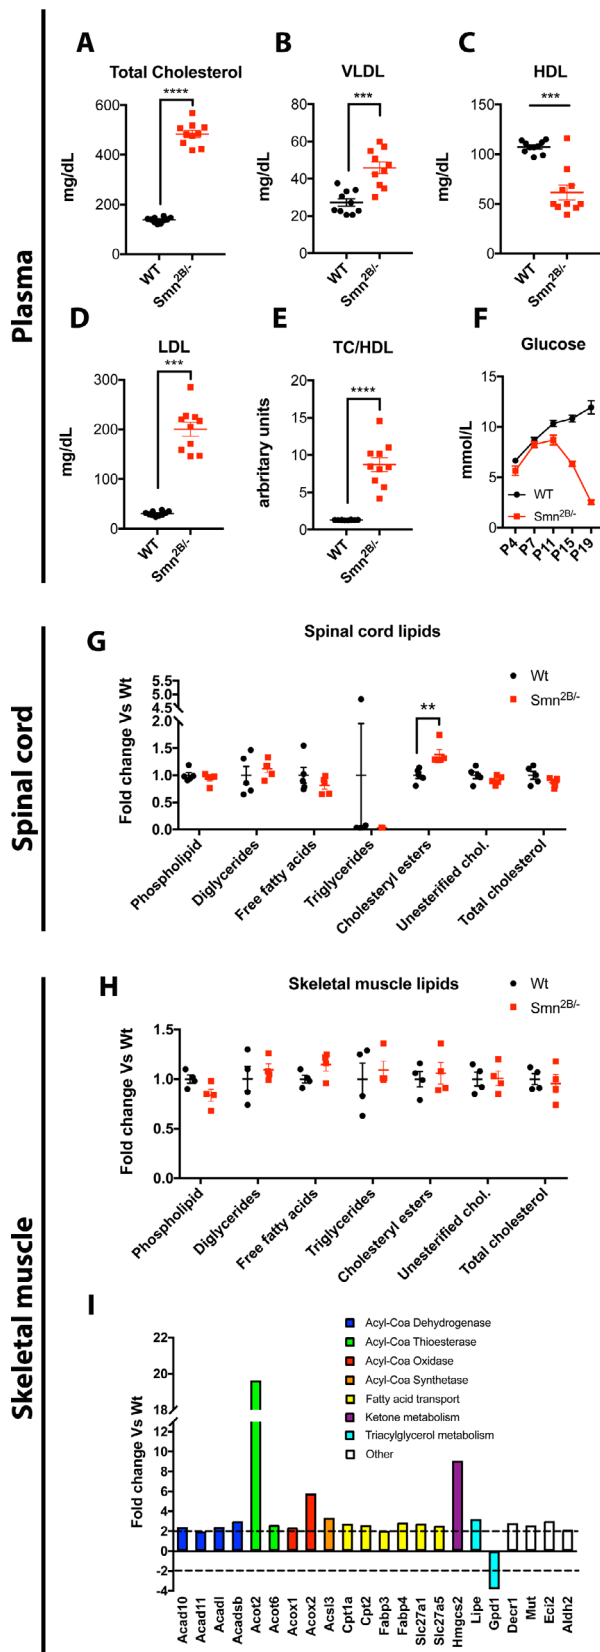 Plasma
A
Total Cholesterol
****
mg/dL
600
400
200
0
WT
Smn2B/-
B
VLDL
***
mg/dL
80
60
40
20
0
WT
Smn2B/-
C
HDL
***
mg/dL
150
100
50
0
WT
Smn2B/-
D
LDL
***
mg/dL
300
200
100
0
WT
Smn2B/-
E
TC/HDL
****
arbritary units
20
15
10
5
0
WT
Smn2B/-
F
Glucose
mmol/L
15
10
5
0
WT
Smn2B/-
P4
P7
P11
P15
P19
Spinal cord
G
Spinal cord lipids
Wt
Smn2B/-
Fold change Vs Wt
5.5
5.0
4.5
2.0
1.5
1.0
0.5
0.0
**
Phospholipid
Diglycerides
Free fatty acids
Triglycerides
Cholesteryl esters
Unesterified chol.
Total cholesterol
Skeletal muscle
H
Skeletal muscle lipids
Wt
Smn2B/-
Fold change Vs Wt
1.5
1.0
0.5
0.0
Phospholipid
Diglycerides
Free fatty acids
Triglycerides
Cholesteryl esters
Unesterified chol.
Total cholesterol
I
Fold change Vs Wt
22
20
18
12
10
8
6
4
2
0
-2
-4
Acyl-Coa Dehydrogenase
Acyl-Coa Thioesterase
Acyl-Coa Oxidase
Acyl-Coa Synthetase
Fatty acid transport
Ketone metabolism
Triacylglycerol metabolism
Other
Acad10
Acad11
Acadl
Acadsb
Acot2
Acot6
Acox1
Acox2
Acsl3
Cpt1a
Cpt2
Fabp3
Fabp4
Slc27a1
Slc27a5
Hmgcs2
Lipe
Gpd1
Decr1
Mut
Eci2
Aldh2